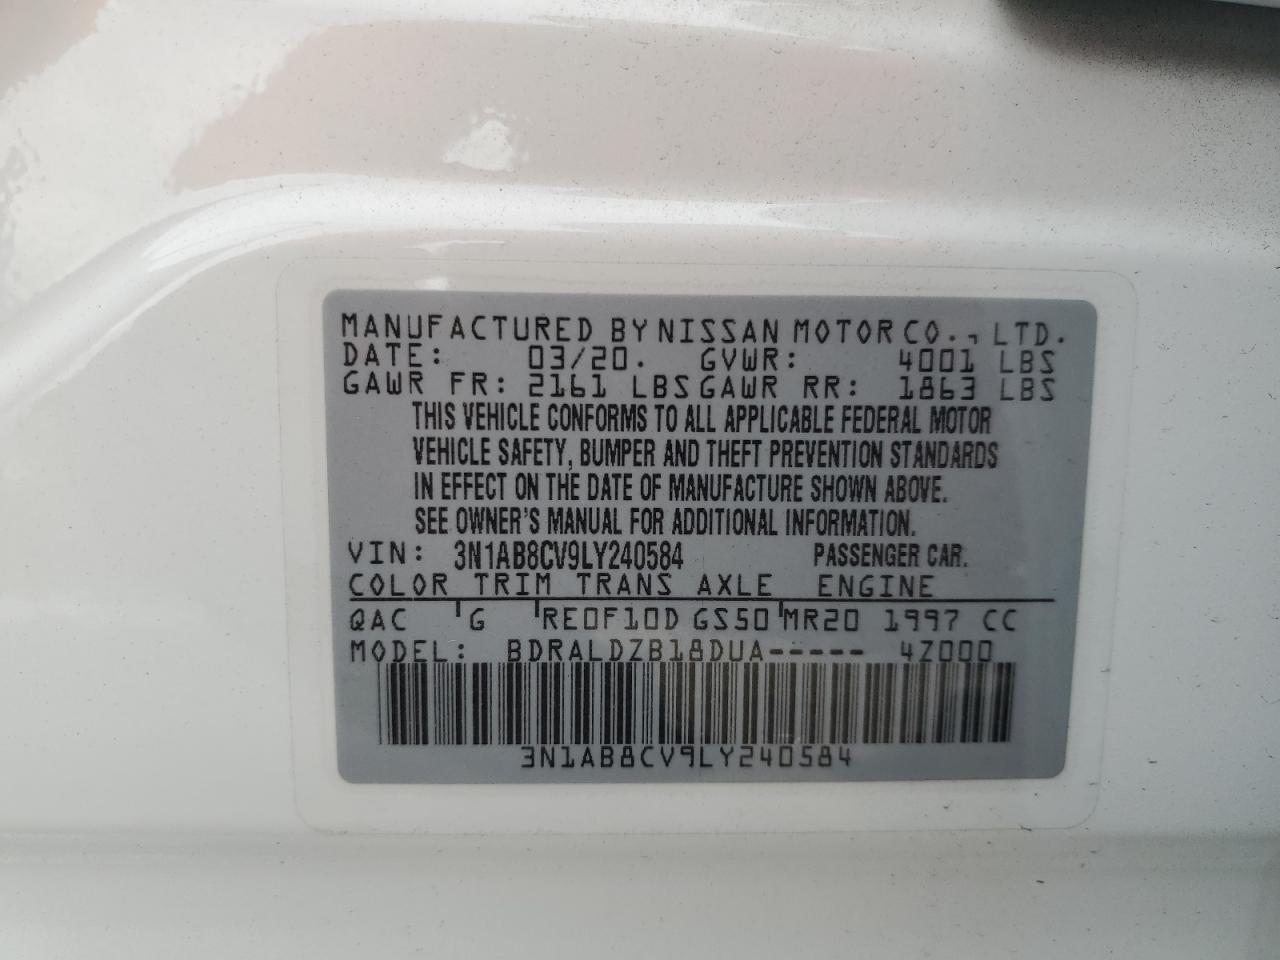 MANUFACTURED BY NISSAN MOTOR CO., LTD.
DATE: 03/20. GVWR: 4001 LBS
GAWR FR: 2161 LBS GAWR RR: 1863 LBS
THIS VEHICLE CONFORMS TO ALL APPLICABLE FEDERAL MOTOR
VEHICLE SAFETY, BUMPER AND THEFT PREVENTION STANDARDS
IN EFFECT ON THE DATE OF MANUFACTURE SHOWN ABOVE.
SEE OWNER'S MANUAL FOR ADDITIONAL INFORMATION.
VIN: 3N1AB8CV9LY240584 PASSENGER CAR.
COLOR TRIM TRANS AXLE ENGINE
QAC G RE0F10D GS50 MR20 1997 CC
MODEL: BDRALDZB18DUA----- 4Z000
3N1AB8CV9LY240584